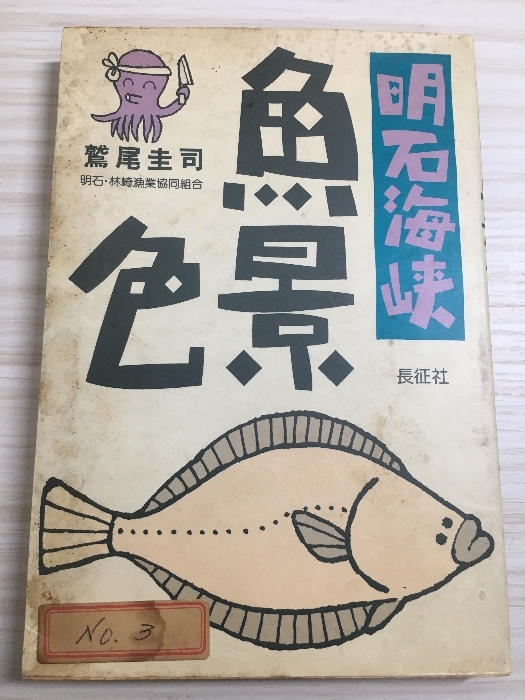 明石海峡
魚景色
鷲尾圭司
明石・林崎漁業協同組合
長征社
No. 3